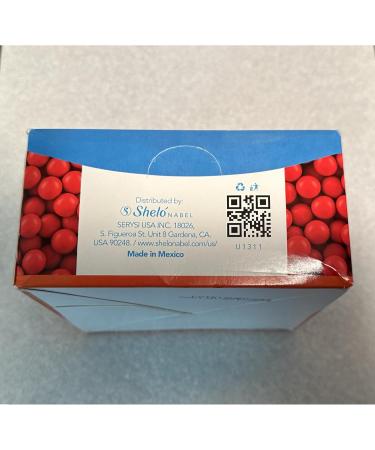 Distributed by:
Shelo NABEL
SERYSI USA INC. 18026,
S. Figueroa St. Unit 8 Gardena, CA.
USA 90248. / www.shelonabel.com/us/
Made in Mexico
U1311